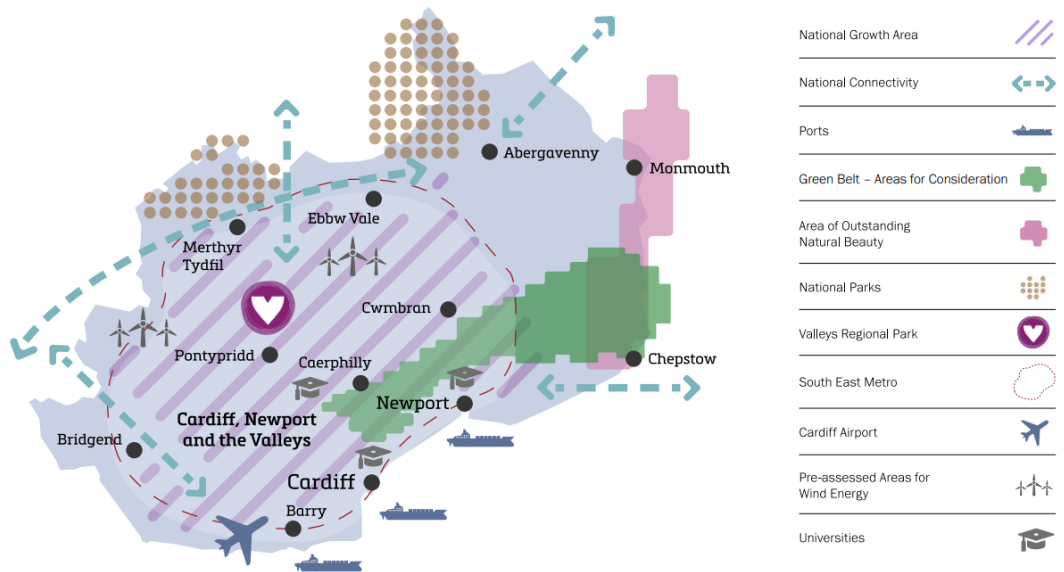 Abergavenny
Monmouth
Ebbw Vale
Merthyr
Tydfil
Cwmbran
Pontypridd
Caerphilly
Chepstow
Newport
Cardiff, Newport
and the Valleys
Bridgend
Cardiff
Barry
National Growth Area
National Connectivity
Ports
Green Belt – Areas for Consideration
Area of Outstanding
Natural Beauty
National Parks
Valleys Regional Park
South East Metro
Cardiff Airport
Pre-assessed Areas for
Wind Energy
Universities